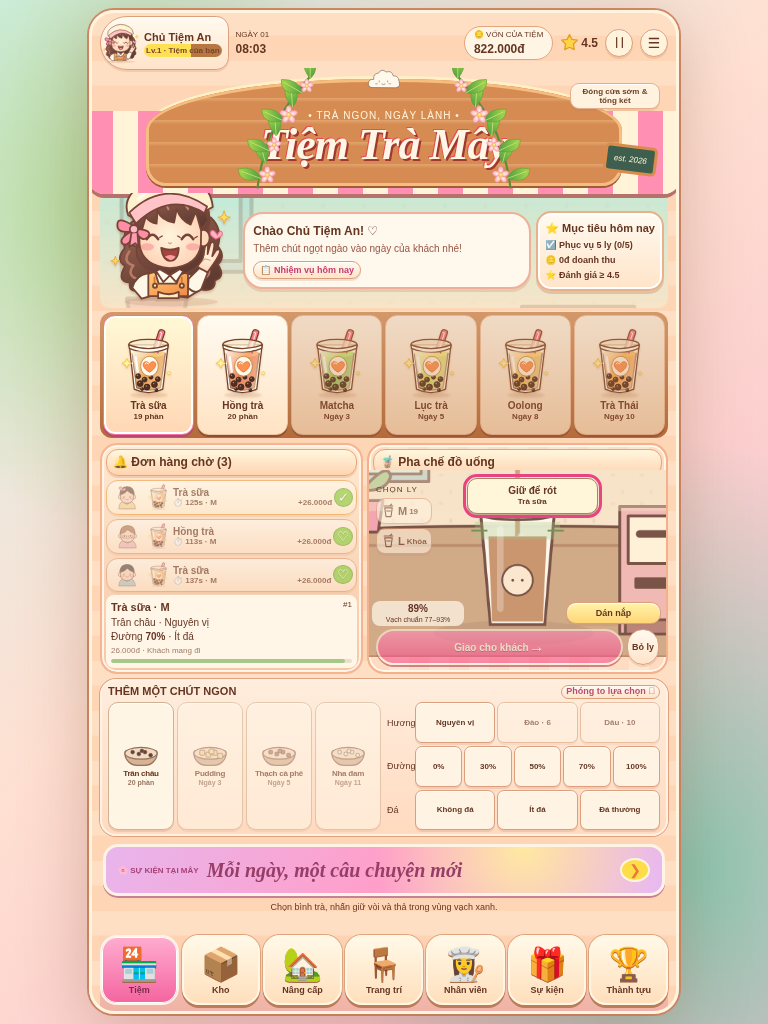 Chủ Tiệm An
Lv.1 · Tiệm của bạn
NGÀY 01
08:03
VỐN CỦA TIỆM
822.000đ
4.5
Đóng cửa sớm &
tổng kết
• TRÀ NGON, NGÀY LÀNH •
Tiệm Trà Mây
est. 2026
Chào Chủ Tiệm An! ♡
Thêm chút ngọt ngào vào ngày của khách nhé!
Nhiệm vụ hôm nay
Mục tiêu hôm nay
Phục vụ 5 ly (0/5)
0đ doanh thu
Đánh giá ≥ 4.5
Trà sữa
19 phần
Hồng trà
20 phần
Matcha
Ngày 3
Lục trà
Ngày 5
Oolong
Ngày 8
Trà Thái
Ngày 10
Đơn hàng chờ (3)
Trà sữa
125s · M
+26.000đ
Hồng trà
113s · M
+26.000đ
Trà sữa
137s · M
+26.000đ
Trà sữa · M
#1
Trân châu · Nguyên vị
Đường 70% · Ít đá
26.000đ · Khách mang đi
Pha chế đồ uống
CHỌN LY
M 19
L Khóa
Giữ để rót
Trà sữa
89%
Vạch chuẩn 77–93%
Dán nắp
Giao cho khách →
Bỏ ly
THÊM MỘT CHÚT NGON
Phóng to lựa chọn
Trân châu
20 phần
Pudding
Ngày 3
Thạch cà phê
Ngày 5
Nha đam
Ngày 11
Hương
Nguyên vị
Đào · 6
Dâu · 10
Đường
0%
30%
50%
70%
100%
Đá
Không đá
Ít đá
Đá thường
SỰ KIỆN TẠI MÂY
Mỗi ngày, một câu chuyện mới
Chọn bình trà, nhấn giữ vòi và thả trong vùng vạch xanh.
24
Tiệm
Kho
Nâng cấp
Trang trí
Nhân viên
Sự kiện
Thành tựu